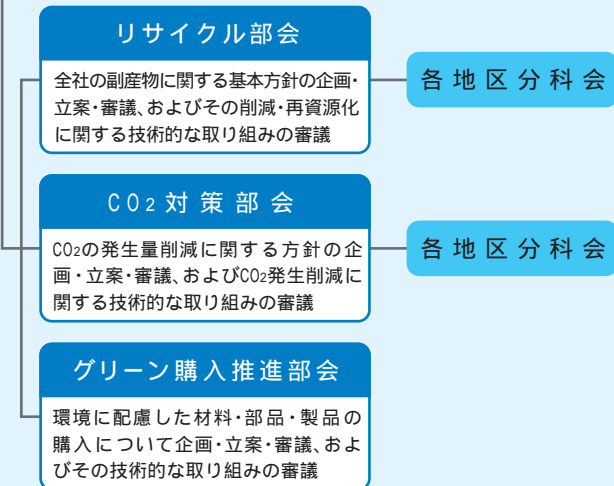 リサイクル部会
全社の副産物に関する基本方針の企画・
立案・審議、およびその削減・再資源化
に関する技術的な取り組みの審議
各地区分科会
CO2対策部会
CO2の発生量削減に関する方針の企
画・立案・審議、およびCO2発生削減に
関する技術的な取り組みの審議
各地区分科会
グリーン購入推進部会
環境に配慮した材料・部品・製品の
購入について企画・立案・審議、およ
びその技術的な取り組みの審議